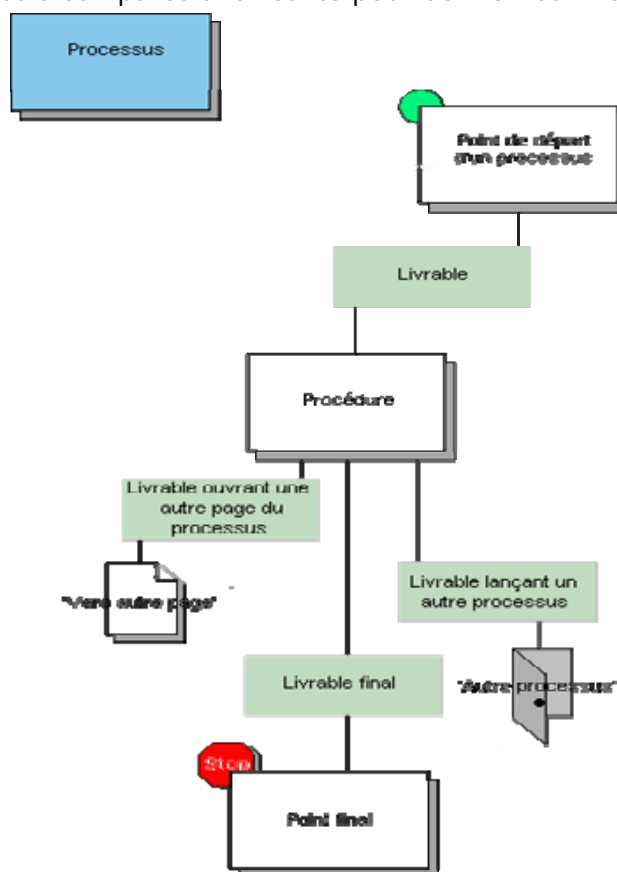 Processus
Point de départ
d'un processus
Livrable
Procédure
Livrable ouvrant une
autre page du
processus
Livrable lançant un
autre processus
"Vers autre page"
Livrable final
"Autre processus"
Stop
Point final